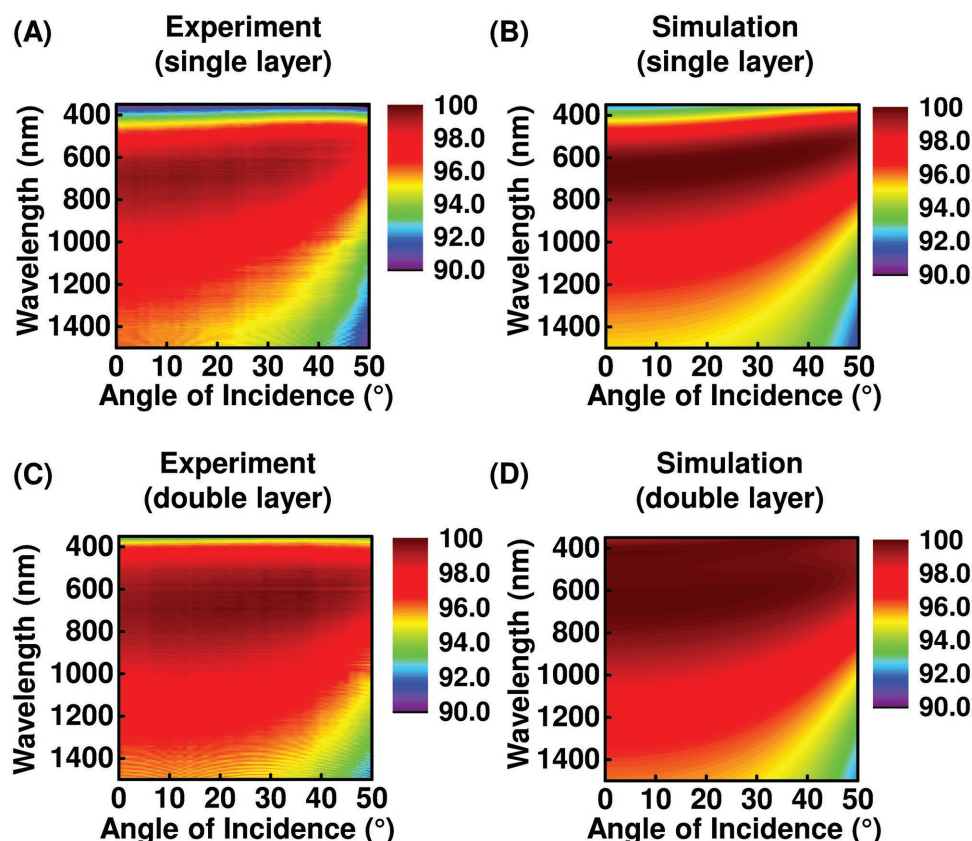 (A)
Experiment
(single layer)
Wavelength (nm)
400
600
800
1000
1200
1400
0 10 20 30 40 50
Angle of Incidence (°)
100
98.0
96.0
94.0
92.0
90.0
(B)
Simulation
(single layer)
Wavelength (nm)
400
600
800
1000
1200
1400
0 10 20 30 40 50
Angle of Incidence (°)
100
98.0
96.0
94.0
92.0
90.0
(C)
Experiment
(double layer)
Wavelength (nm)
400
600
800
1000
1200
1400
0 10 20 30 40 50
Angle of Incidence (°)
100
98.0
96.0
94.0
92.0
90.0
(D)
Simulation
(double layer)
Wavelength (nm)
400
600
800
1000
1200
1400
0 10 20 30 40 50
Angle of Incidence (°)
100
98.0
96.0
94.0
92.0
90.0